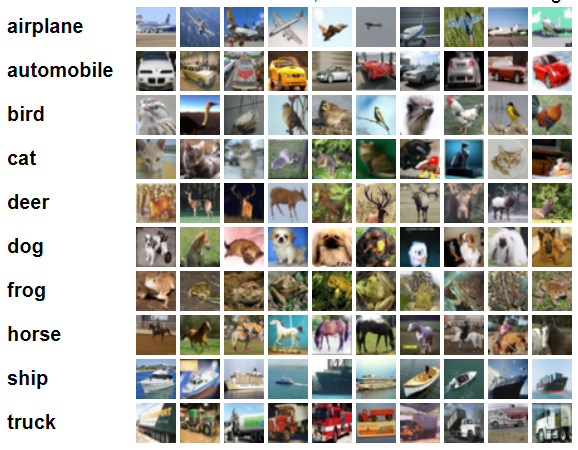 airplane
automobile
bird
cat
deer
dog
frog
horse
ship
truck